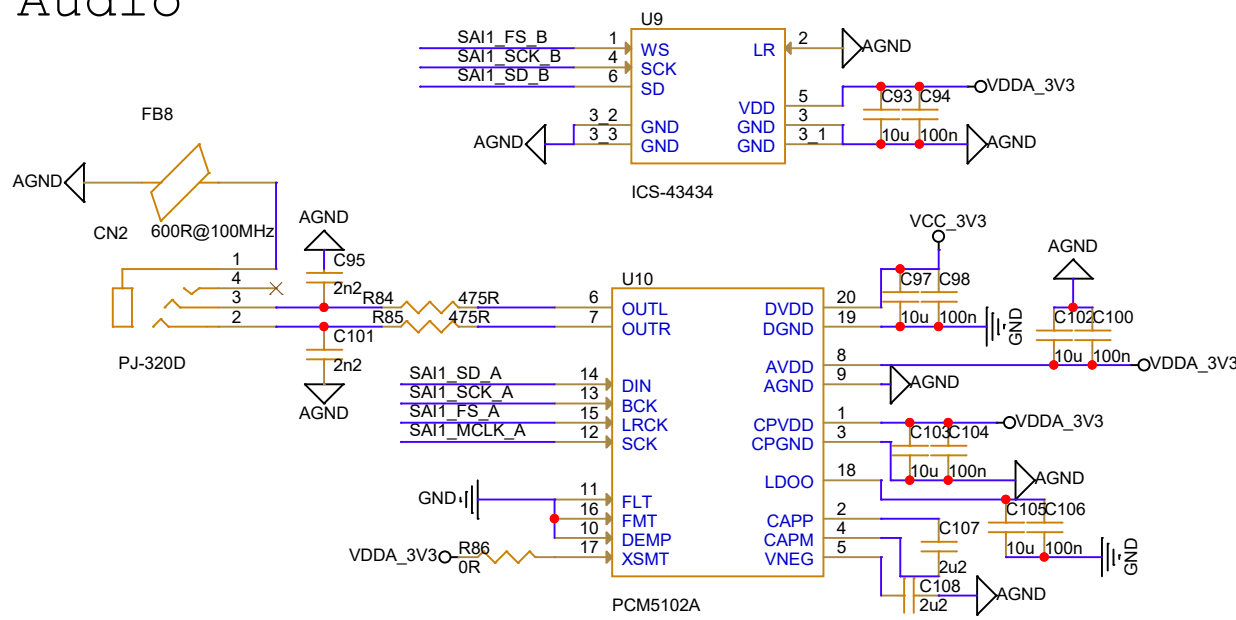 Audio
U9
SAI1_FS_B 1 WS LR 2 AGND
SAI1_SCK_B 4 SCK
SAI1_SD_B 6 SD
VDD 5 C93 C94 VDDA_3V3
3_2 GND GND 3
AGND 3_3 GND GND 3_1 10u 100n AGND
ICS-43434
FB8
AGND
600R@100MHz
CN2
1
4
3
2
PJ-320D
AGND
C95
2n2
R84 475R
R85 475R
C101
2n2
AGND
U10
6 OUTL
7 OUTR
SAI1_SD_A 14 DIN
SAI1_SCK_A 13 BCK
SAI1_FS_A 15 LRCK
SAI1_MCLK_A 12 SCK
GND 11 FLT
16 FMT
10 DEMP
VDDA_3V3 R86 17 XSMT
0R
PCM5102A
VCC_3V3
DVDD 20 C97 C98
DGND 19 10u 100n GND
AGND
C102 C100
10u 100n
AVDD 8 VDDA_3V3
AGND 9 AGND
CPVDD 1 VDDA_3V3
CPGND 3 C103 C104
10u 100n AGND
LDOO 18
C105 C106
10u 100n GND
CAPP 2
CAPM 4 C107
2u2
VNEG 5
C108
2u2 AGND